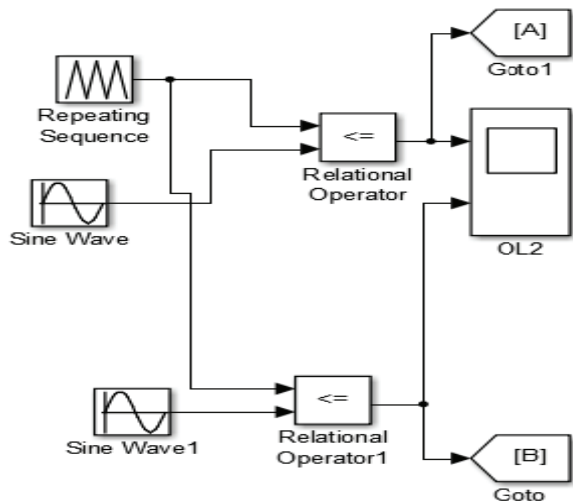 [A]
Goto1
Repeating
Sequence
<=
Relational
Operator
Sine Wave
OL2
<=
Sine Wave1
Relational
Operator1
[B]
Goto